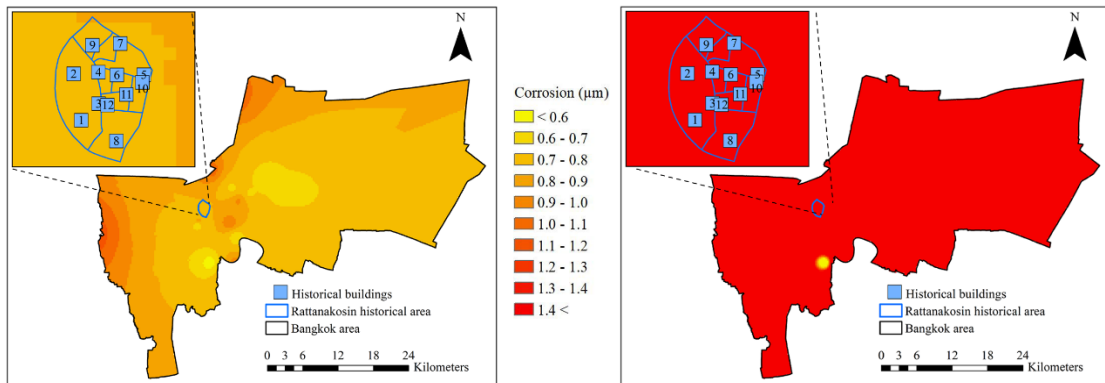 N
9
7
2
4
6
5
10
11
3
12
1
8
Historical buildings
Rattanakosin historical area
Bangkok area
0 3 6 12 18 24
Kilometers
Corrosion (µm)
< 0.6
0.6 - 0.7
0.7 - 0.8
0.8 - 0.9
0.9 - 1.0
1.0 - 1.1
1.1 - 1.2
1.2 - 1.3
1.3 - 1.4
1.4 <
N
9
7
2
4
6
5
10
11
3
12
1
8
Historical buildings
Rattanakosin historical area
Bangkok area
0 3 6 12 18 24
Kilometers